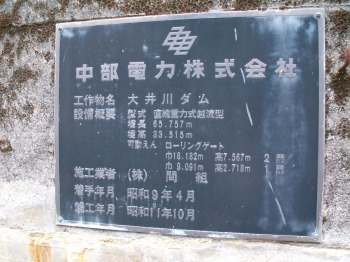 中部電力株式会社
工作物名 大井川ダム
設備概要 型式 直線重力式越流型
堤長 65.757m
堤高 33.515m
可動えん ローリングゲート
巾18.182m 高7.567m 2門
巾 9.091m 高2.718m 1門
施工業者 (株) 間組
着手年月 昭和9年4月
竣工年月 昭和11年10月